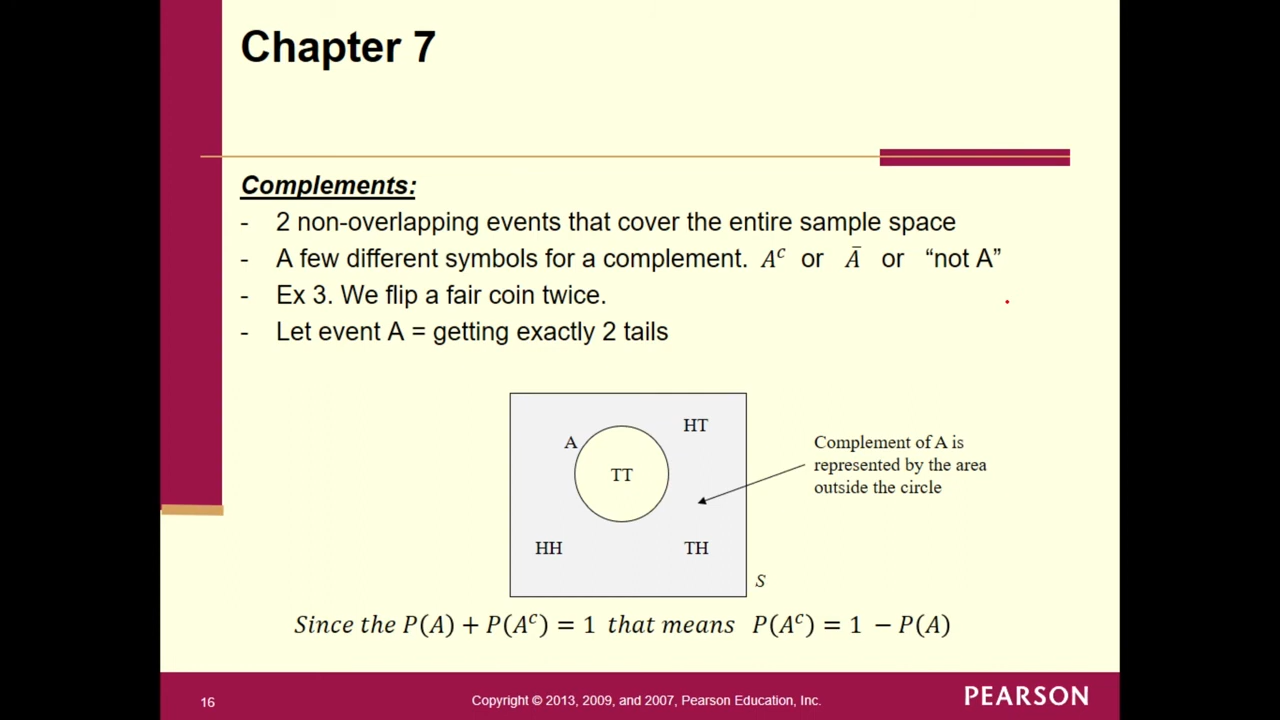 Chapter 7
Complements:
- 2 non-overlapping events that cover the entire sample space
- A few different symbols for a complement. Aᶜ or Ā or “not A”
- Ex 3. We flip a fair coin twice.
- Let event A = getting exactly 2 tails
HT
A
TT
Complement of A is
represented by the area
outside the circle
HH
TH
S
Since the P(A) + P(Aᶜ) = 1 that means P(Aᶜ) = 1 − P(A)
16
Copyright © 2013, 2009, and 2007, Pearson Education, Inc.
PEARSON